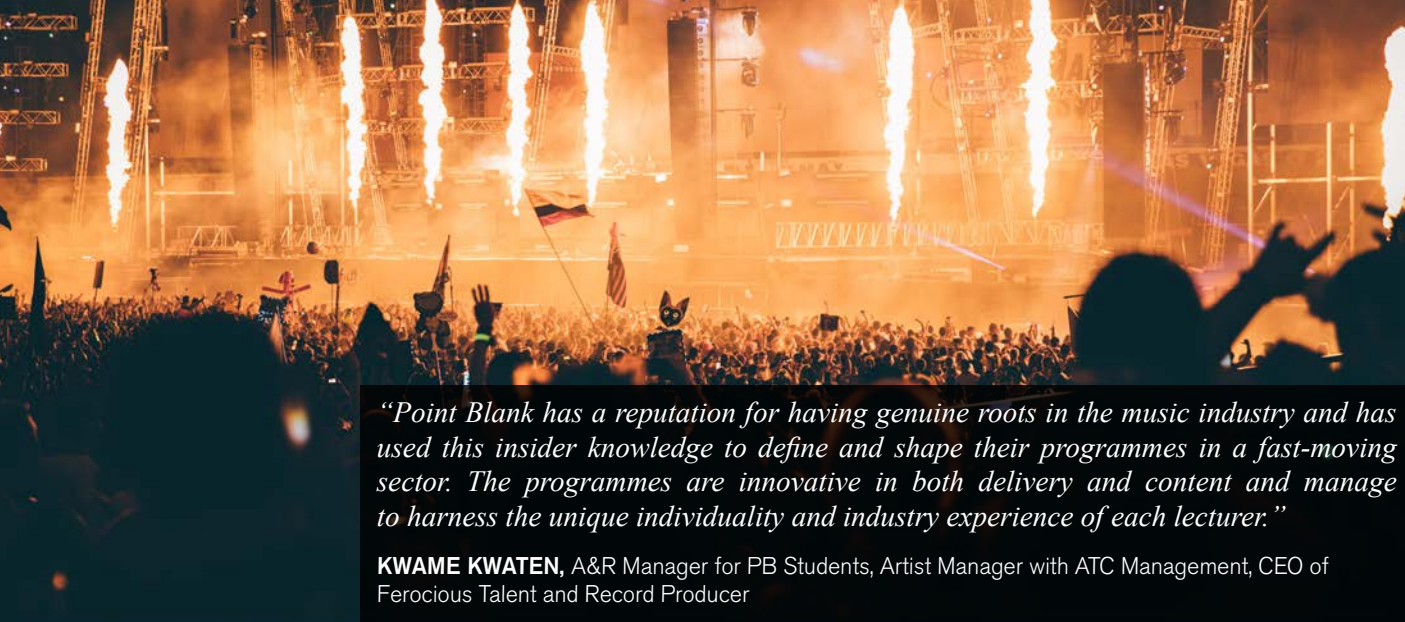 “Point Blank has a reputation for having genuine roots in the music industry and has
used this insider knowledge to define and shape their programmes in a fast-moving
sector. The programmes are innovative in both delivery and content and manage
to harness the unique individuality and industry experience of each lecturer.”
KWAME KWATEN, A&R Manager for PB Students, Artist Manager with ATC Management, CEO of
Ferocious Talent and Record Producer